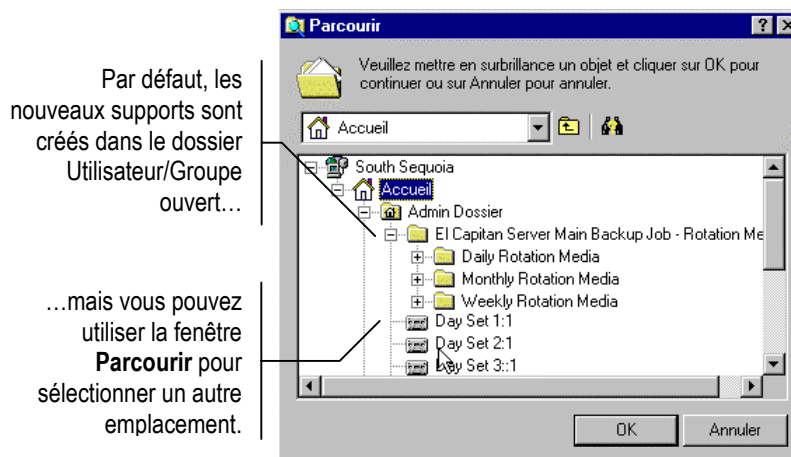 Par défaut, les
nouveaux supports sont
créés dans le dossier
Utilisateur/Groupe
ouvert…
…mais vous pouvez
utiliser la fenêtre
Parcourir pour
sélectionner un autre
emplacement.
Parcourir
Veuillez mettre en surbrillance un objet et cliquer sur OK pour
continuer ou sur Annuler pour annuler.
Accueil
South Sequoia
Accueil
Admin Dossier
El Capitan Server Main Backup Job - Rotation Me
Daily Rotation Media
Monthly Rotation Media
Weekly Rotation Media
Day Set 1:1
Day Set 2:1
Day Set 3::1
OK
Annuler